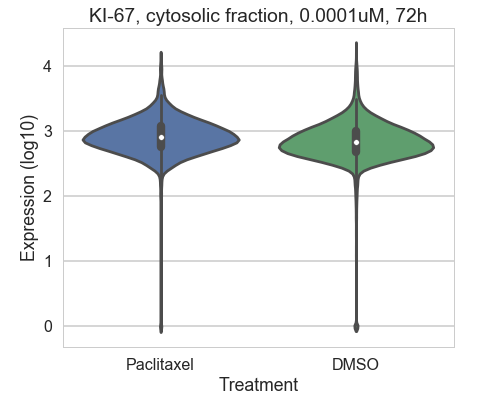 KI-67, cytosolic fraction, 0.0001uM, 72h
Expression (log10)
4
3
2
1
0
Paclitaxel DMSO
Treatment